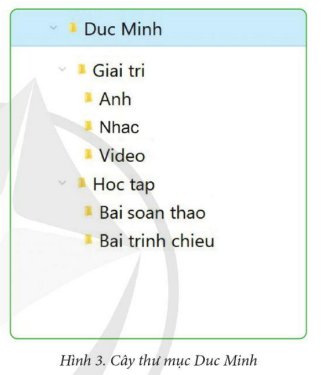 Duc Minh
Giai tri
Anh
Nhac
Video
Hoc tap
Bai soan thao
Bai trinh chieu
Hình 3. Cây thư mục Duc Minh